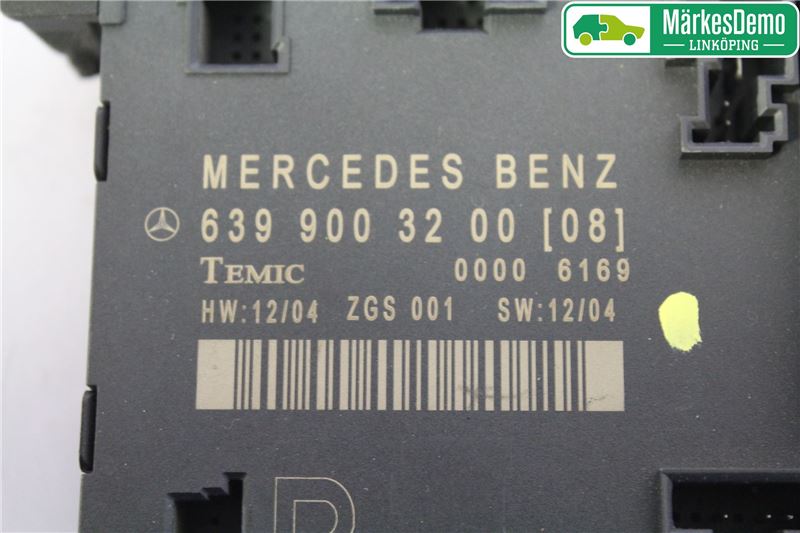 MärkesDemo
LINKÖPING
MERCEDES BENZ
639 900 32 00 [08]
TEMIC 0000 6169
HW:12/04 ZGS 001 SW:12/04